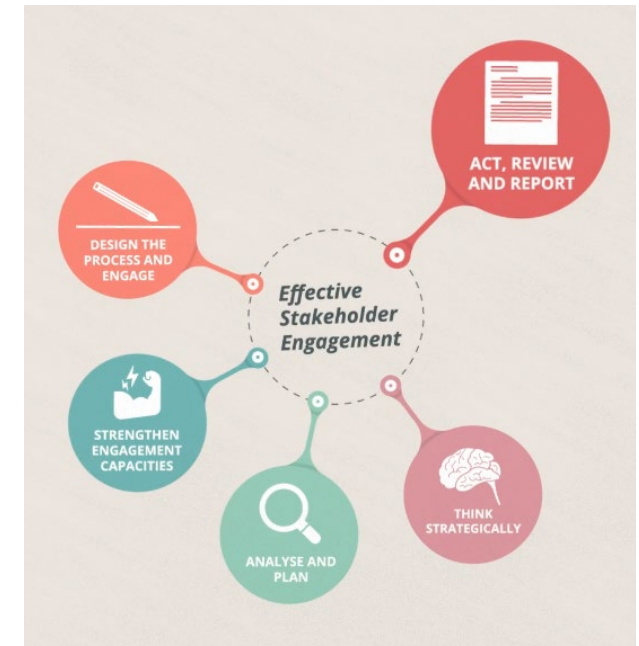 ACT, REVIEW
AND REPORT
DESIGN THE
PROCESS AND
ENGAGE
Effective
Stakeholder
Engagement
STRENGTHEN
ENGAGEMENT
CAPACITIES
THINK
STRATEGICALLY
ANALYSE AND
PLAN